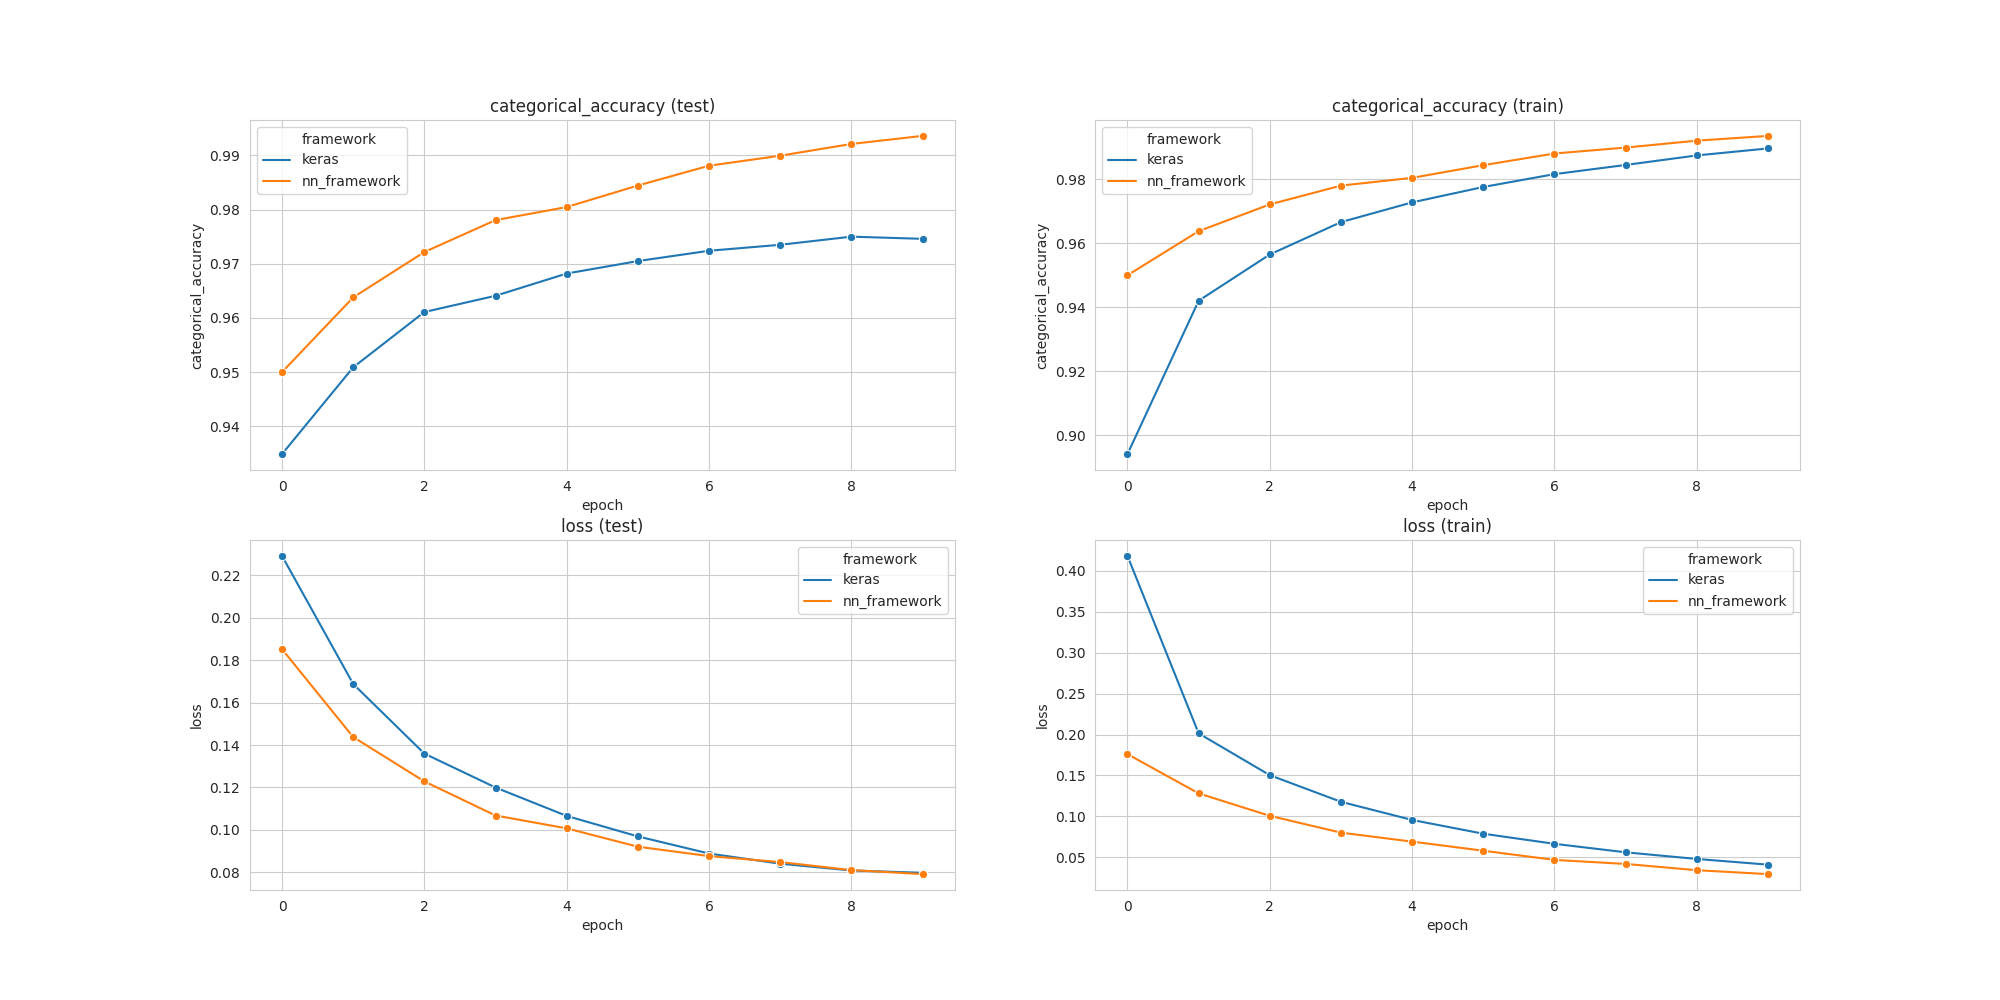 categorical_accuracy (test)
framework
keras
nn_framework
0.99
0.98
0.97
0.96
0.95
0.94
categorical_accuracy
0 2 4 6 8
epoch
categorical_accuracy (train)
framework
keras
nn_framework
0.98
0.96
0.94
0.92
0.90
categorical_accuracy
0 2 4 6 8
epoch
loss (test)
framework
keras
nn_framework
0.22
0.20
0.18
0.16
0.14
0.12
0.10
0.08
loss
0 2 4 6 8
epoch
loss (train)
framework
keras
nn_framework
0.40
0.35
0.30
0.25
0.20
0.15
0.10
0.05
loss
0 2 4 6 8
epoch